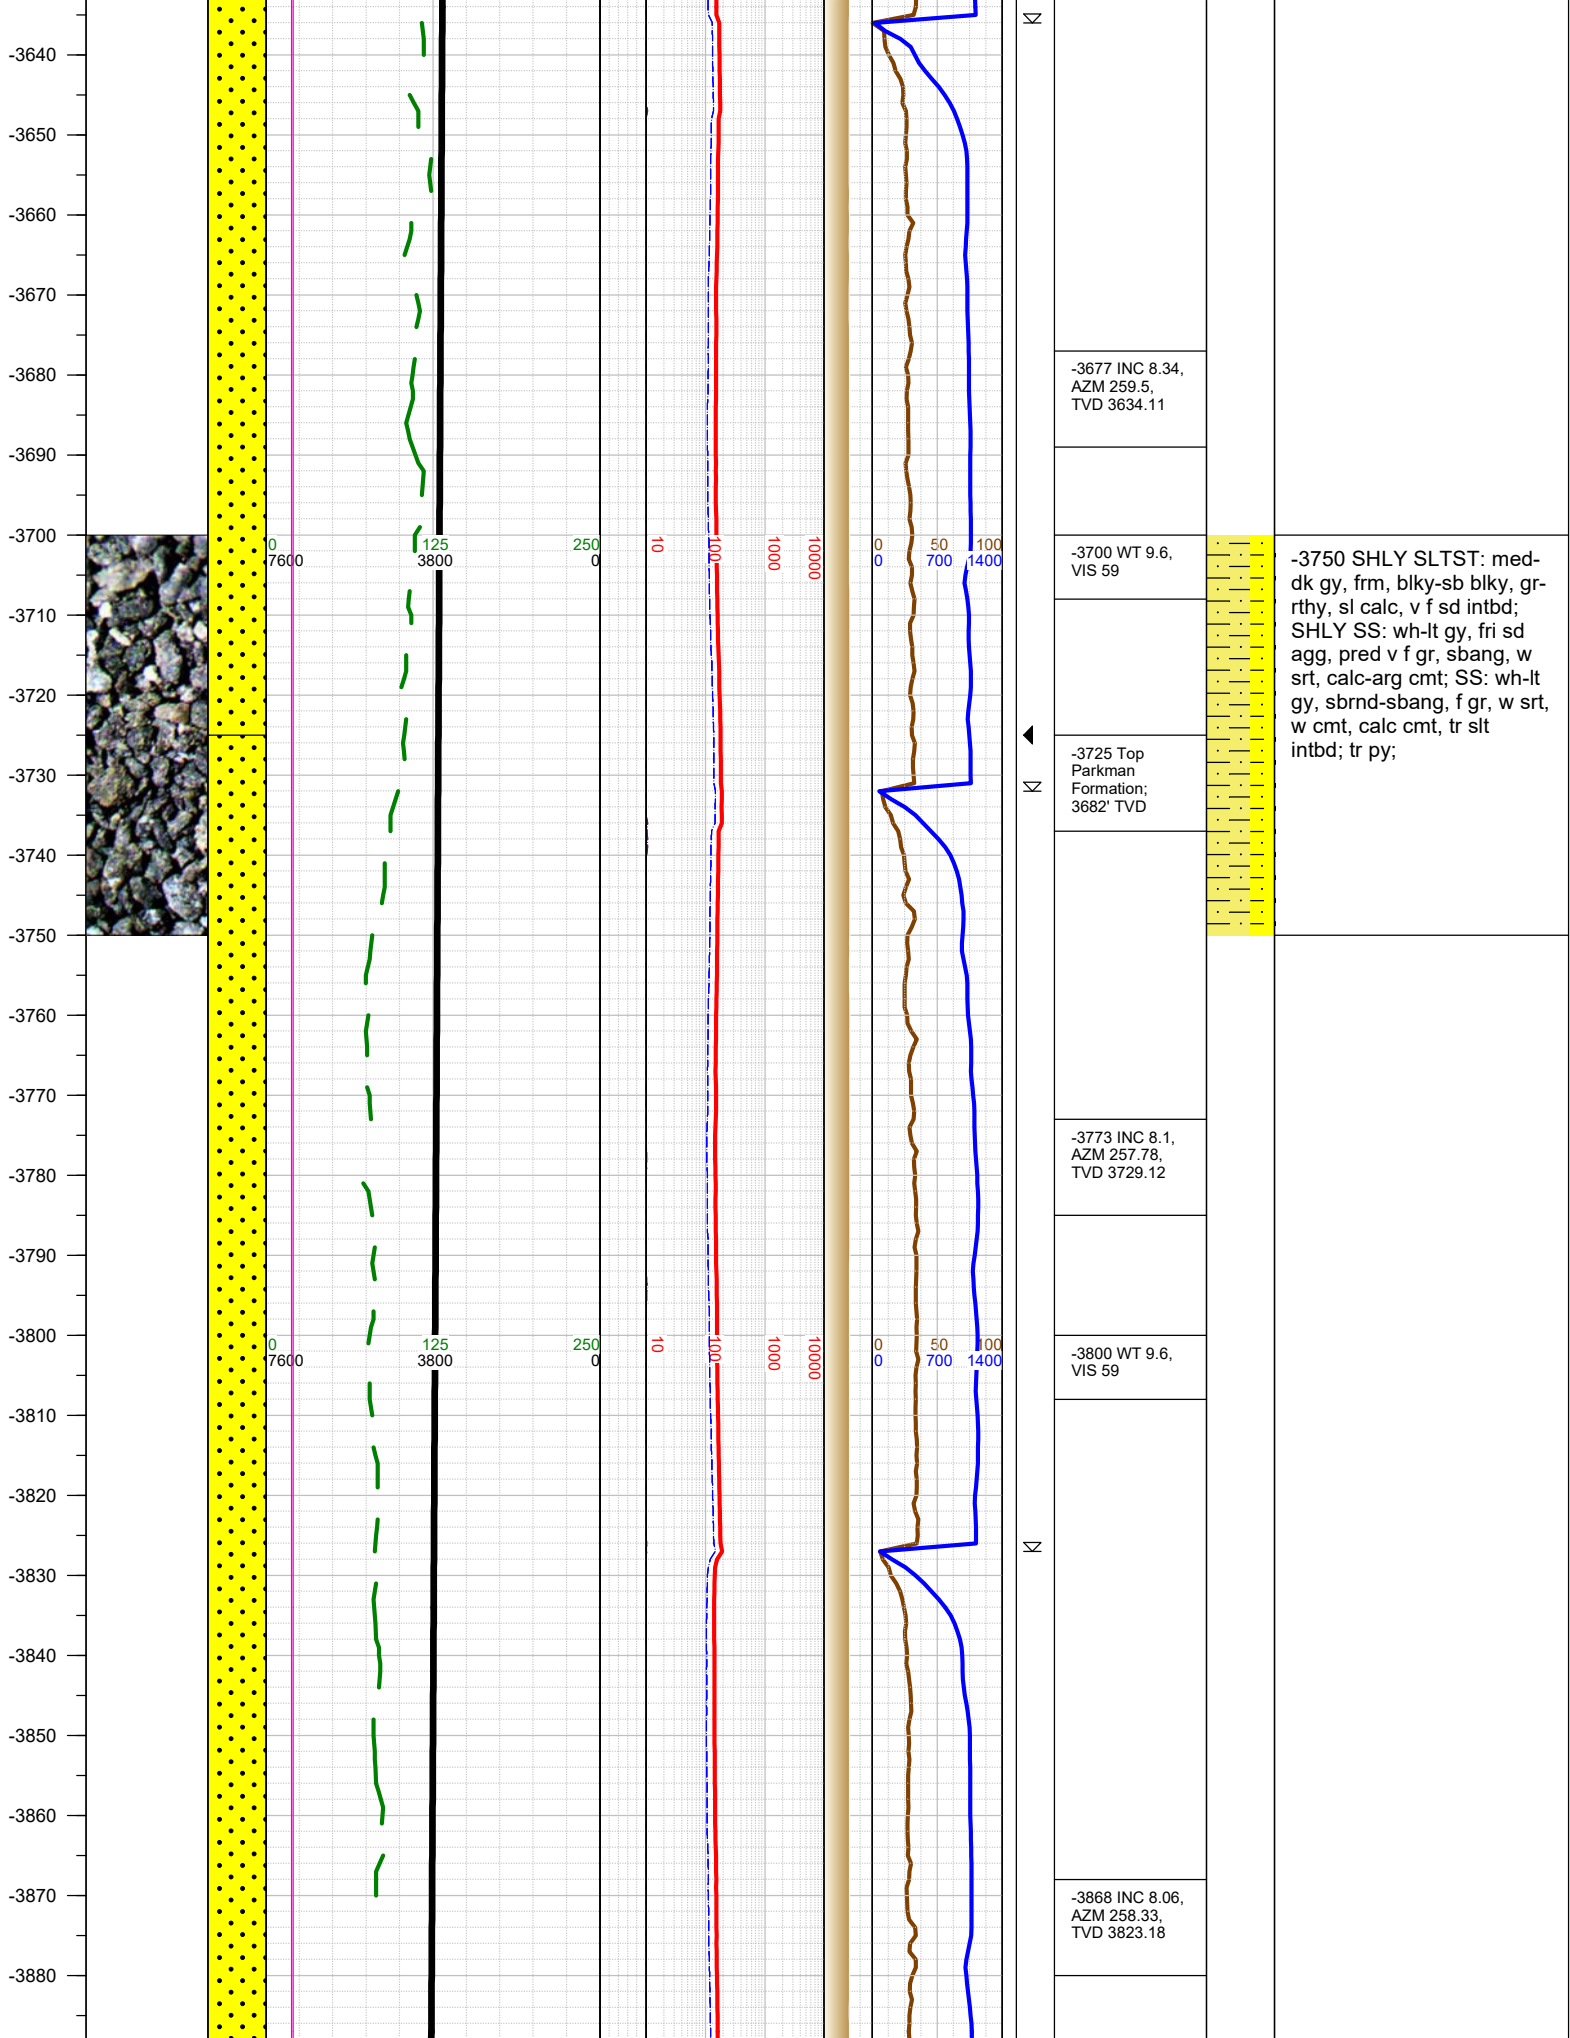 -3640
-3650
-3660
-3670
-3677 INC 8.34,
AZM 259.5,
TVD 3634.11
-3680
-3690
-3700
0 125 250
7600 3800 0
10 100 1000 10000
0 50 100
0 700 1400
-3700 WT 9.6,
VIS 59
-3750 SHLY SLTST: med-
dk gy, frm, blky-sb blky, gr-
rthy, sl calc, v f sd intbd;
SHLY SS: wh-lt gy, fri sd
agg, pred v f gr, sbang, w
srt, calc-arg cmt; SS: wh-lt
gy, sbrnd-sbang, f gr, w srt,
w cmt, calc cmt, tr slt
intbd; tr py;
-3710
-3720
-3725 Top
Parkman
Formation;
3682' TVD
-3730
-3740
-3750
-3760
-3770
-3773 INC 8.1,
AZM 257.78,
TVD 3729.12
-3780
-3790
-3800
0 125 250
7600 3800 0
10 100 1000 10000
0 50 100
0 700 1400
-3800 WT 9.6,
VIS 59
-3810
-3820
-3830
-3840
-3850
-3860
-3870
-3868 INC 8.06,
AZM 258.33,
TVD 3823.18
-3880